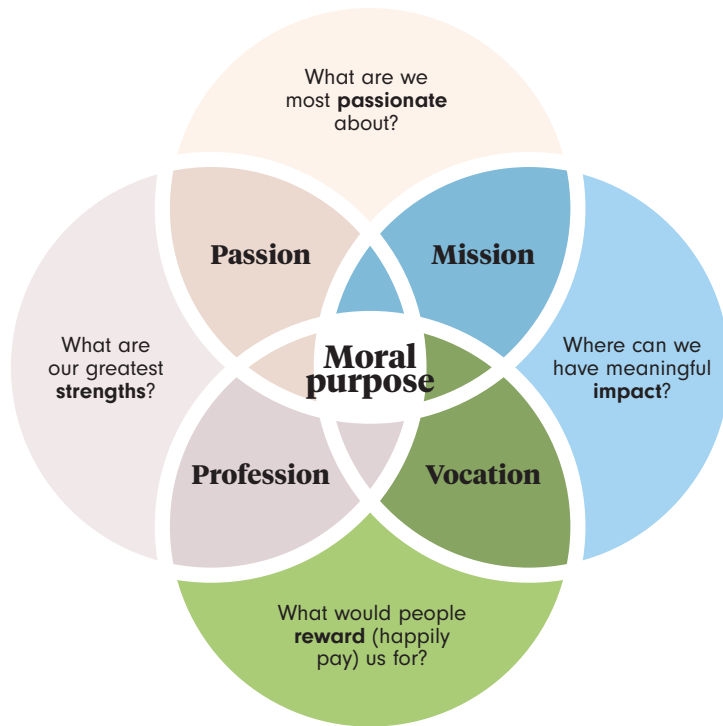 What are we
most passionate
about?
Passion
Mission
What are
our greatest
strengths?
Moral
purpose
Where can we
have meaningful
impact?
Profession
Vocation
What would people
reward (happily
pay) us for?